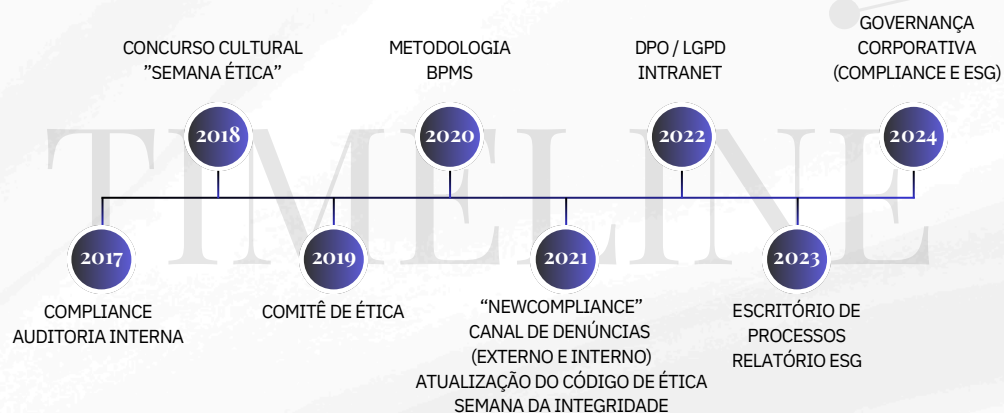 TIMELINE
CONCURSO CULTURAL
”SEMANA ÉTICA”
2018
METODOLOGIA
BPMS
2020
DPO / LGPD
INTRANET
2022
GOVERNANÇA
CORPORATIVA
(COMPLIANCE E ESG)
2024
2017
COMPLIANCE
AUDITORIA INTERNA
2019
COMITÊ DE ÉTICA
2021
“NEWCOMPLIANCE”
CANAL DE DENÚNCIAS
(EXTERNO E INTERNO)
ATUALIZAÇÃO DO CÓDIGO DE ÉTICA
SEMANA DA INTEGRIDADE
2023
ESCRITÓRIO DE
PROCESSOS
RELATÓRIO ESG